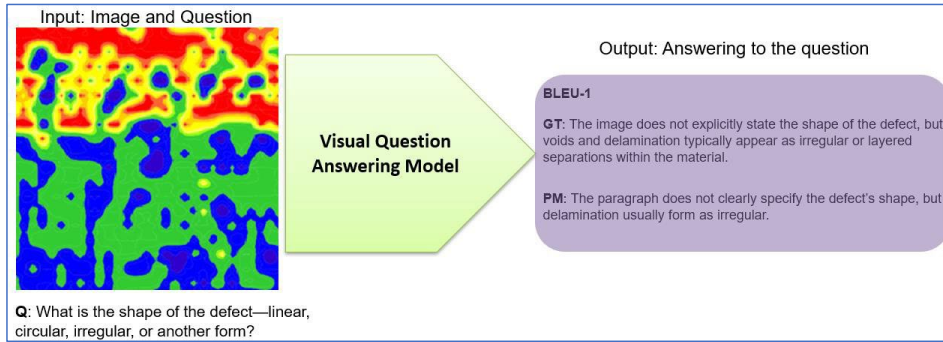 Input: Image and Question
Q: What is the shape of the defect—linear,
circular, irregular, or another form?
Visual Question
Answering Model
Output: Answering to the question
BLEU-1
GT: The image does not explicitly state the shape of the defect, but
voids and delamination typically appear as irregular or layered
separations within the material.
PM: The paragraph does not clearly specify the defect's shape, but
delamination usually form as irregular.